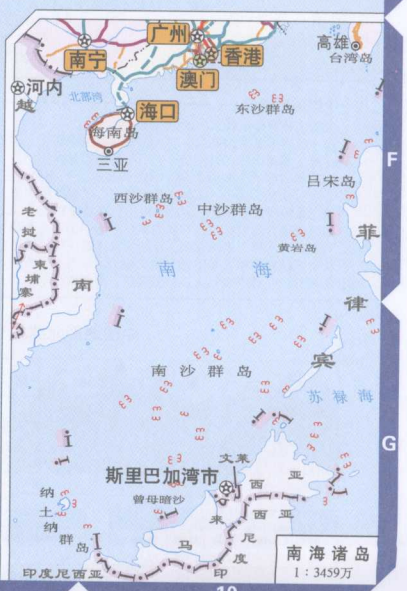 广州
南宁
香港
澳门
高雄
台湾岛
河内
北部湾
海口
海南岛
东沙群岛
三亚
越南
吕宋岛
F
西沙群岛
中沙群岛
黄岩岛
菲律宾
老挝
柬埔寨
南海
南沙群岛
苏禄海
G
文莱
斯里巴加湾市
曾母暗沙
纳土纳群岛
马来西亚
西亚
印度尼西亚
印度尼
南海诸岛
1:3459万